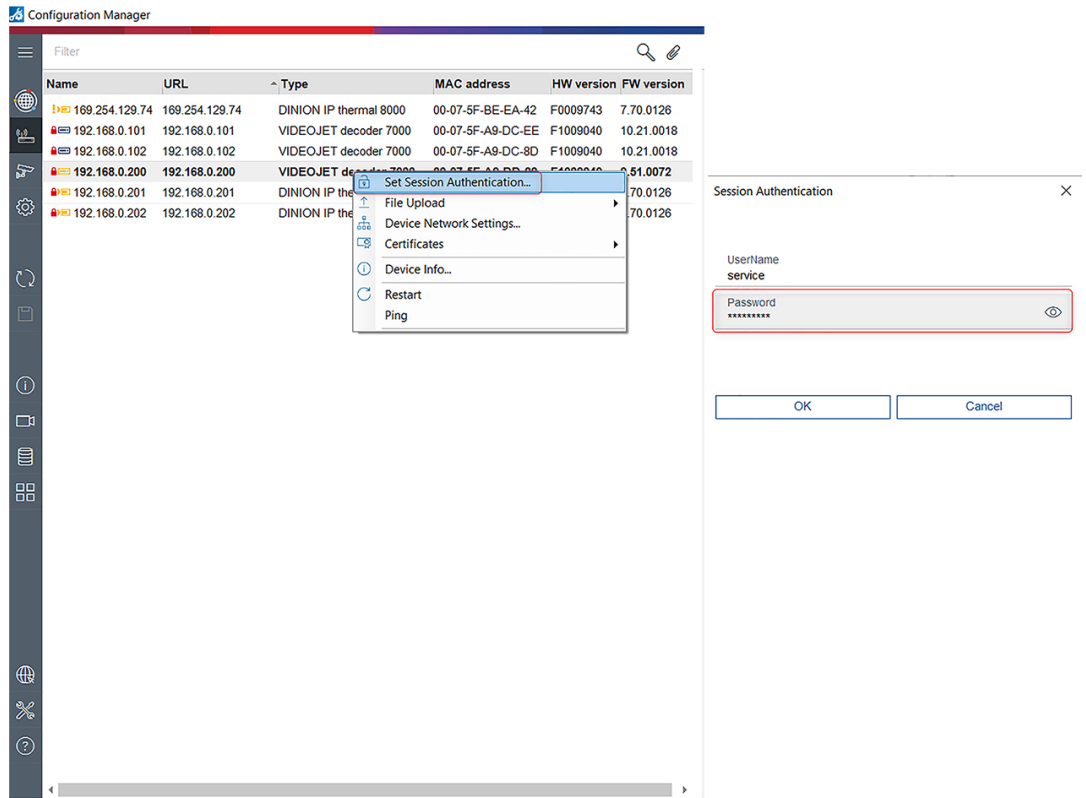 Configuration Manager
Filter
Name URL Type MAC address HW version FW version
169.254.129.74 169.254.129.74 DINION IP thermal 8000 00-07-5F-BE-EA-42 F0009743 7.70.0126
192.168.0.101 192.168.0.101 VIDEOJET decoder 7000 00-07-5F-A9-DC-EE F1009040 10.21.0018
192.168.0.102 192.168.0.102 VIDEOJET decoder 7000 00-07-5F-A9-DC-8D F1009040 10.21.0018
192.168.0.200 192.168.0.200 VIDEOJET decoder 7000 .51.0072
Set Session Authentication...
192.168.0.201 192.168.0.201 DINION IP the .70.0126
File Upload
192.168.0.202 192.168.0.202 DINION IP the .70.0126
Device Network Settings...
Certificates
Device Info...
Restart
Ping
Session Authentication
UserName
service
Password
*********
OK Cancel